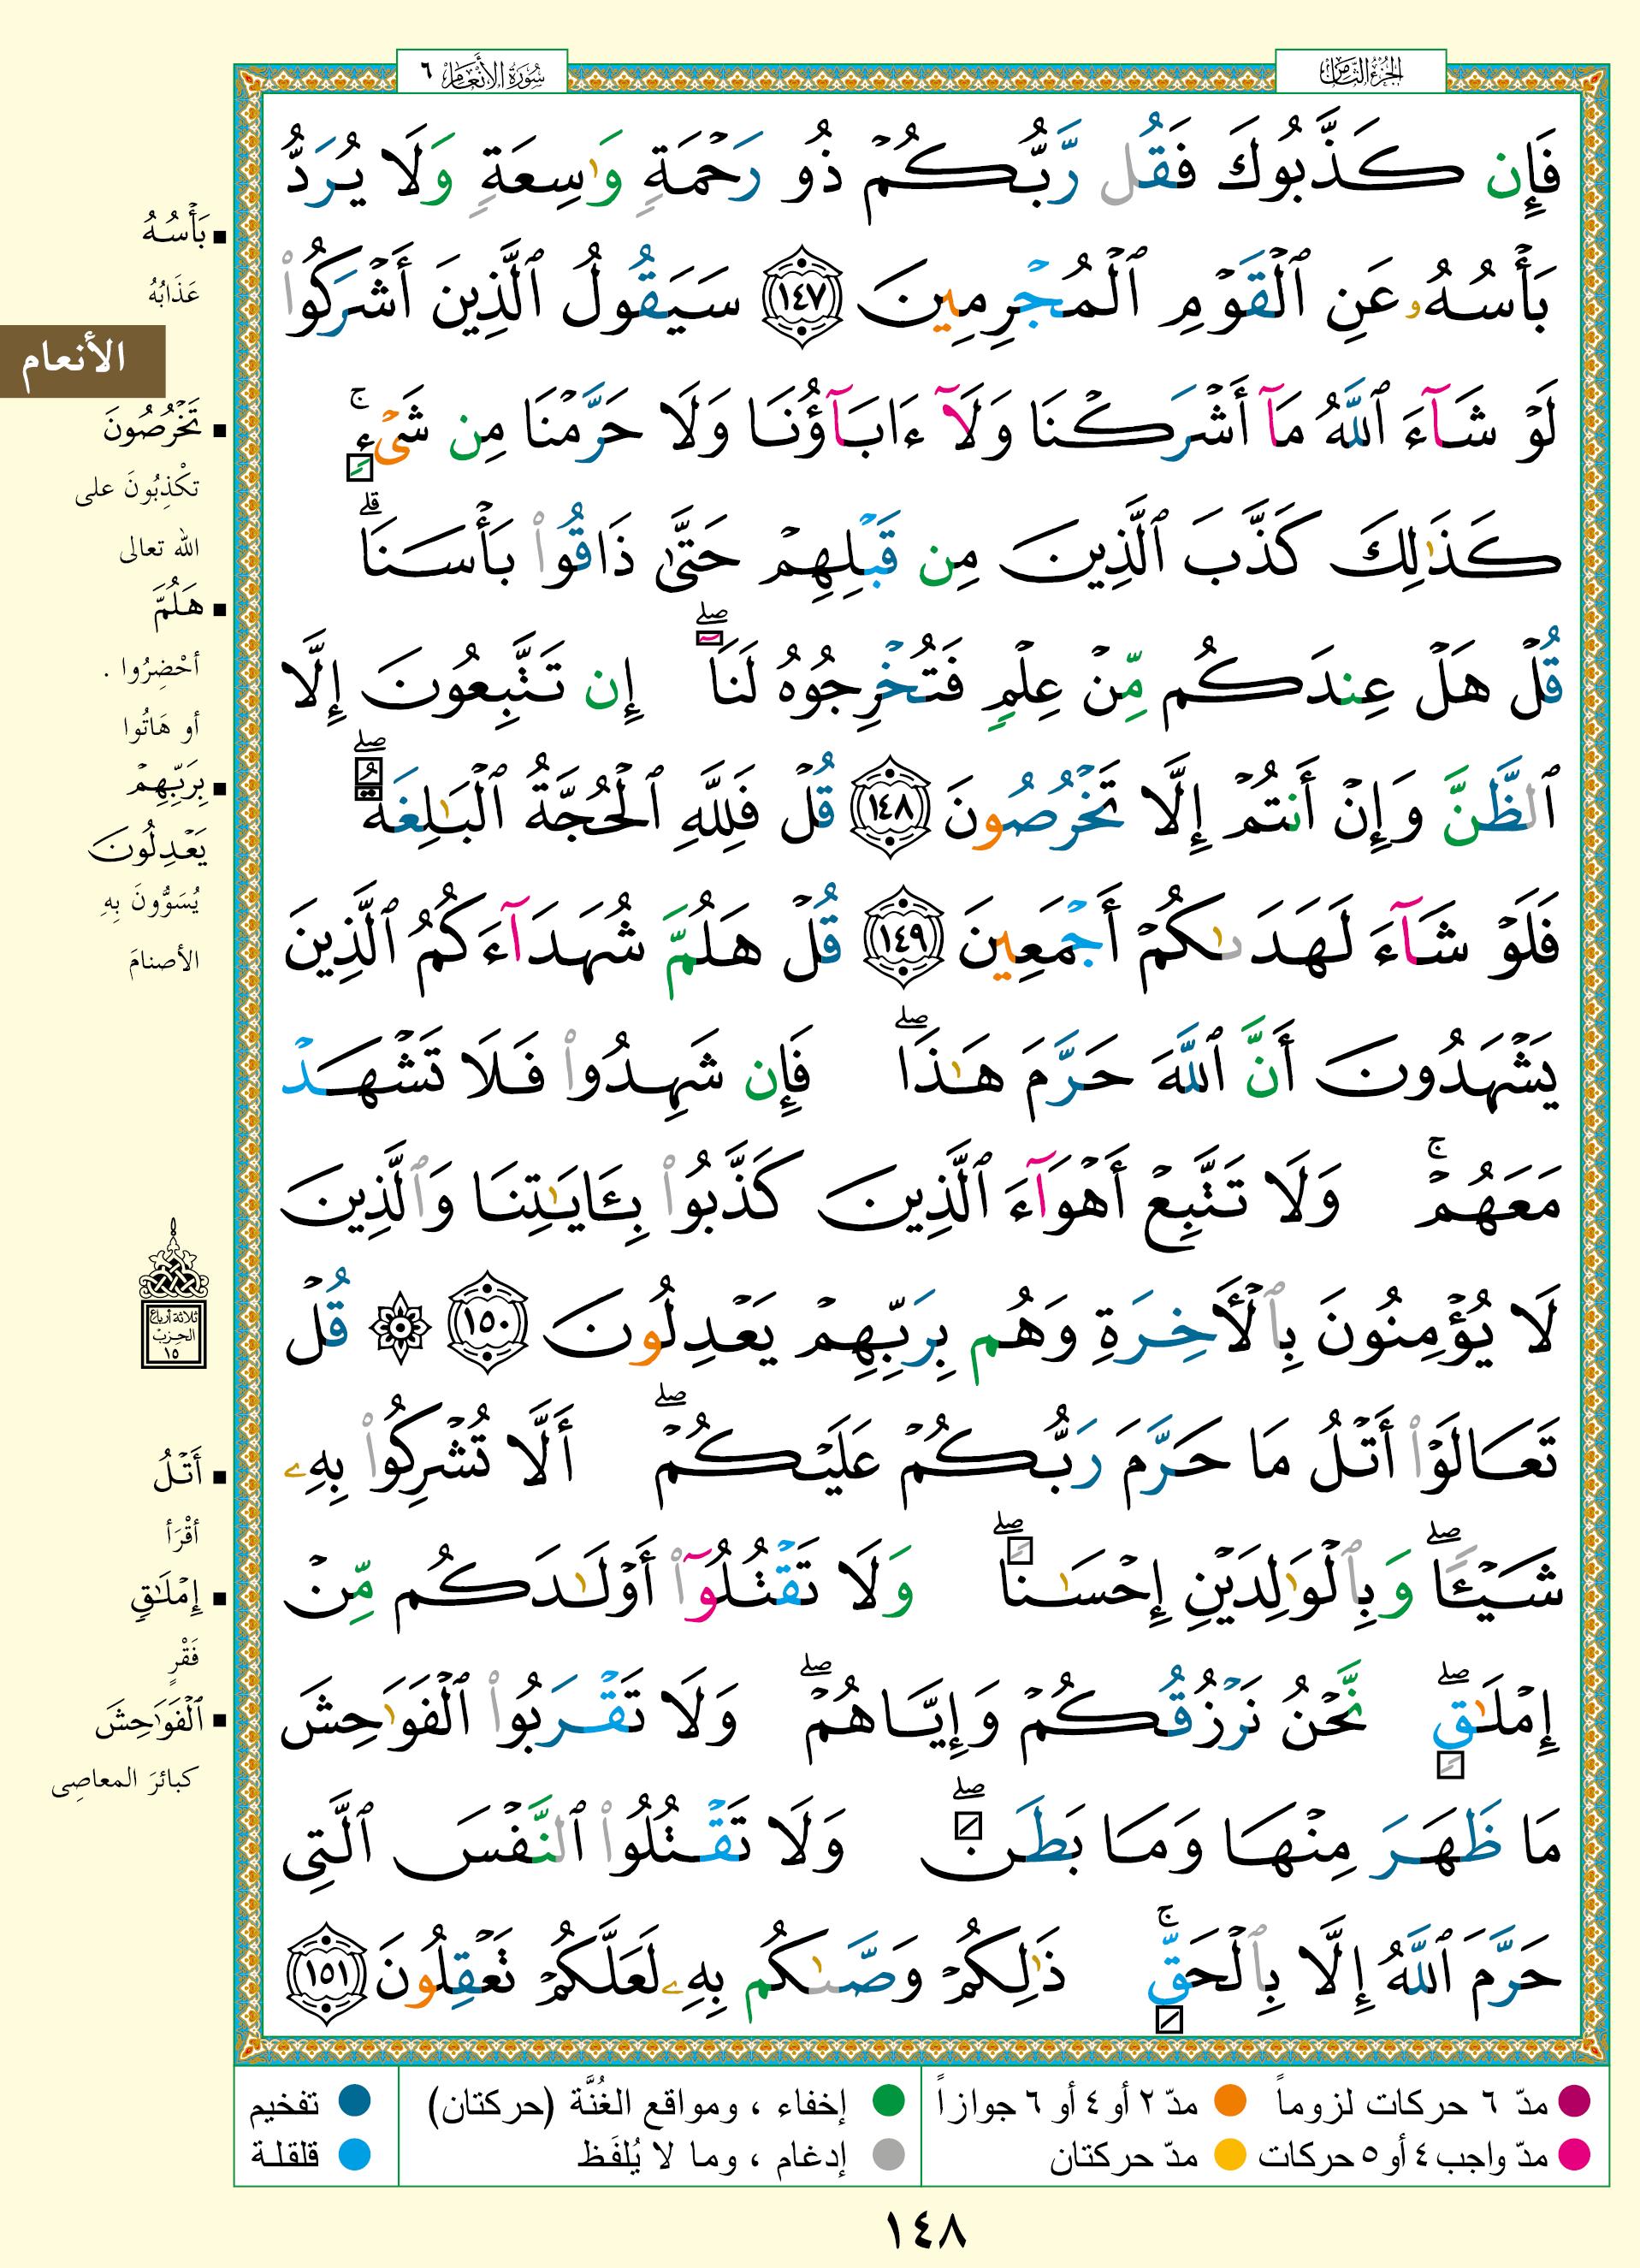 الجزء الثامن
سُورَةُ الأَنْعَام ٦
فَإِن كَذَّبُوكَ فَقُل رَّبُّكُمْ ذُو رَحْمَةٍ وَٰسِعَةٍ وَلَا يُرَدُّ
بَأْسُهُۥ عَنِ ٱلْقَوْمِ ٱلْمُجْرِمِينَ ١٤٧ سَيَقُولُ ٱلَّذِينَ أَشْرَكُوا۟
لَوْ شَآءَ ٱللَّهُ مَآ أَشْرَكْنَا وَلَآ ءَابَآؤُنَا وَلَا حَرَّمْنَا مِن شَىْءٍ ۚ
كَذَٰلِكَ كَذَّبَ ٱلَّذِينَ مِن قَبْلِهِمْ حَتَّىٰ ذَاقُوا۟ بَأْسَنَا ۗ
قُلْ هَلْ عِندَكُم مِّنْ عِلْمٍ فَتُخْرِجُوهُ لَنَآ ۖ إِن تَتَّبِعُونَ إِلَّا
ٱلظَّنَّ وَإِنْ أَنتُمْ إِلَّا تَخْرُصُونَ ١٤٨ قُلْ فَلِلَّهِ ٱلْحُجَّةُ ٱلْبَٰلِغَةُ ۖ
فَلَوْ شَآءَ لَهَدَىٰكُمْ أَجْمَعِينَ ١٤٩ قُلْ هَلُمَّ شُهَدَآءَكُمُ ٱلَّذِينَ
يَشْهَدُونَ أَنَّ ٱللَّهَ حَرَّمَ هَٰذَا ۖ فَإِن شَهِدُوا۟ فَلَا تَشْهَدْ
مَعَهُمْ ۚ وَلَا تَتَّبِعْ أَهْوَآءَ ٱلَّذِينَ كَذَّبُوا۟ بِـَٔايَٰتِنَا وَٱلَّذِينَ
لَا يُؤْمِنُونَ بِٱلْـَٔاخِرَةِ وَهُم بِرَبِّهِمْ يَعْدِلُونَ ١٥٠ ۞ قُلْ
تَعَالَوْا۟ أَتْلُ مَا حَرَّمَ رَبُّكُمْ عَلَيْكُمْ ۖ أَلَّا تُشْرِكُوا۟ بِهِۦ
شَيْـًٔا ۖ وَبِٱلْوَٰلِدَيْنِ إِحْسَٰنًا ۖ وَلَا تَقْتُلُوٓا۟ أَوْلَٰدَكُم مِّنْ
إِمْلَٰقٍ ۖ نَّحْنُ نَرْزُقُكُمْ وَإِيَّاهُمْ ۖ وَلَا تَقْرَبُوا۟ ٱلْفَوَٰحِشَ
مَا ظَهَرَ مِنْهَا وَمَا بَطَنَ ۖ وَلَا تَقْتُلُوا۟ ٱلنَّفْسَ ٱلَّتِى
حَرَّمَ ٱللَّهُ إِلَّا بِٱلْحَقِّ ۚ ذَٰلِكُمْ وَصَّىٰكُم بِهِۦ لَعَلَّكُمْ تَعْقِلُونَ ١٥١
بَأْسُهُ
عَذَابُهُ
الأنعام
تَخْرُصُونَ
تَكْذِبُونَ على
الله تعالى
هَلُمَّ
أحْضِرُوا .
أو هَاتُوا
بِرَبِّهِمْ
يَعْدِلُونَ
يُسَوُّونَ بِهِ
الأصنامَ
ثلاثة أرباع
الحزب
١٥
أَتْلُ
أقْرَأ
إِمْلَٰقٍ
فَقْرٍ
ٱلْفَوَٰحِشَ
كبائرَ المعاصِى
مدّ ٦ حركات لزوماً
مدّ ٢ أو ٤ أو ٦ جوازاً
إخفاء ، ومواقع الغُنَّة (حركتان)
تفخيم
مدّ واجب ٤ أو ٥ حركات
مدّ حركتان
إدغام ، وما لا يُلفَظ
قلقلة
١٤٨